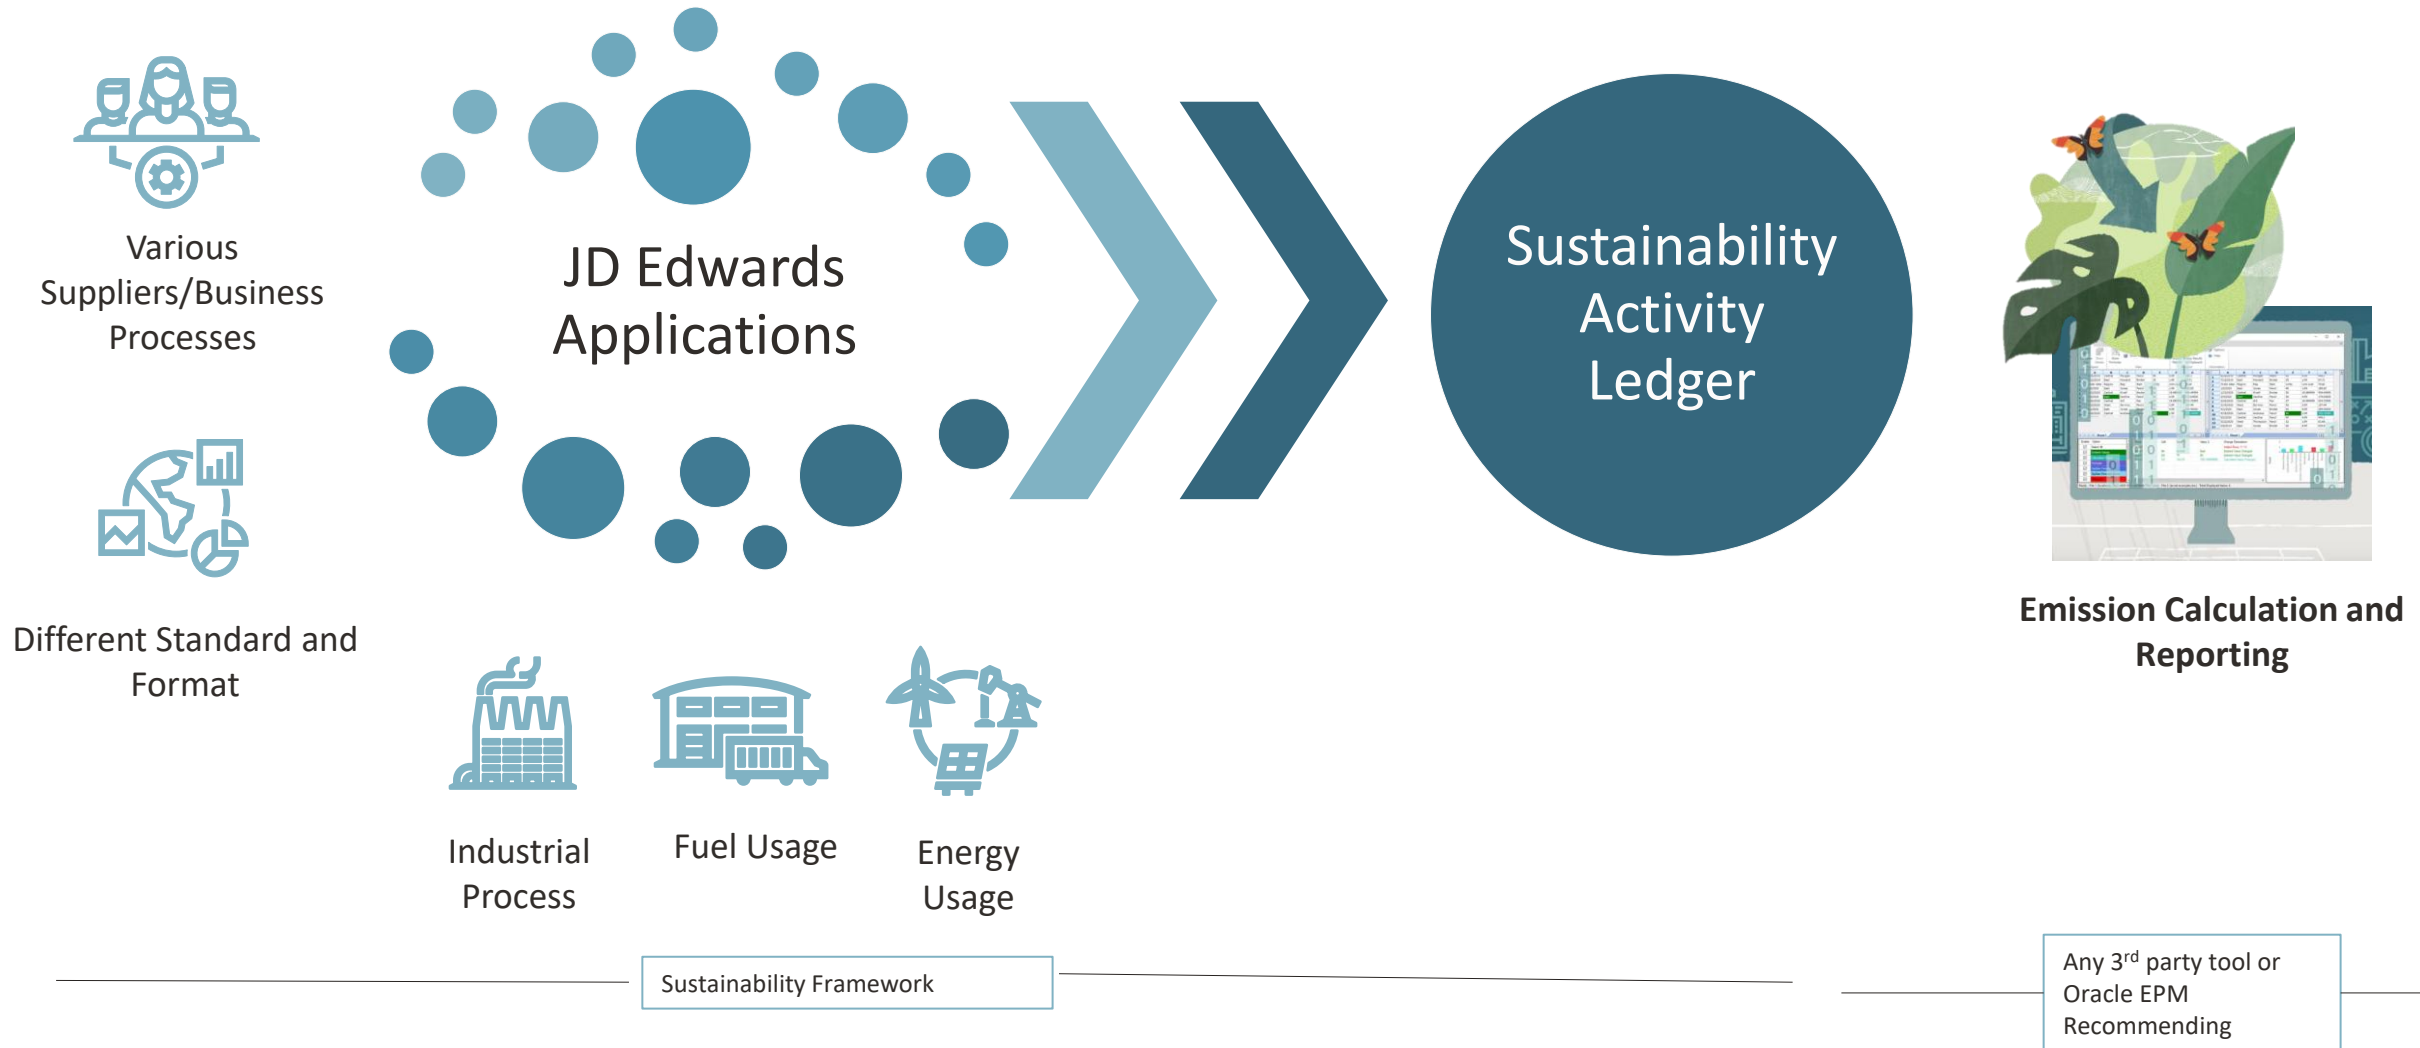 Various
Suppliers/Business
Processes
Different Standard and
Format
JD Edwards
Applications
Industrial
Process
Fuel Usage
Energy
Usage
Sustainability
Activity
Ledger
Emission Calculation and
Reporting
Sustainability Framework
Any 3rd party tool or
Oracle EPM
Recommending